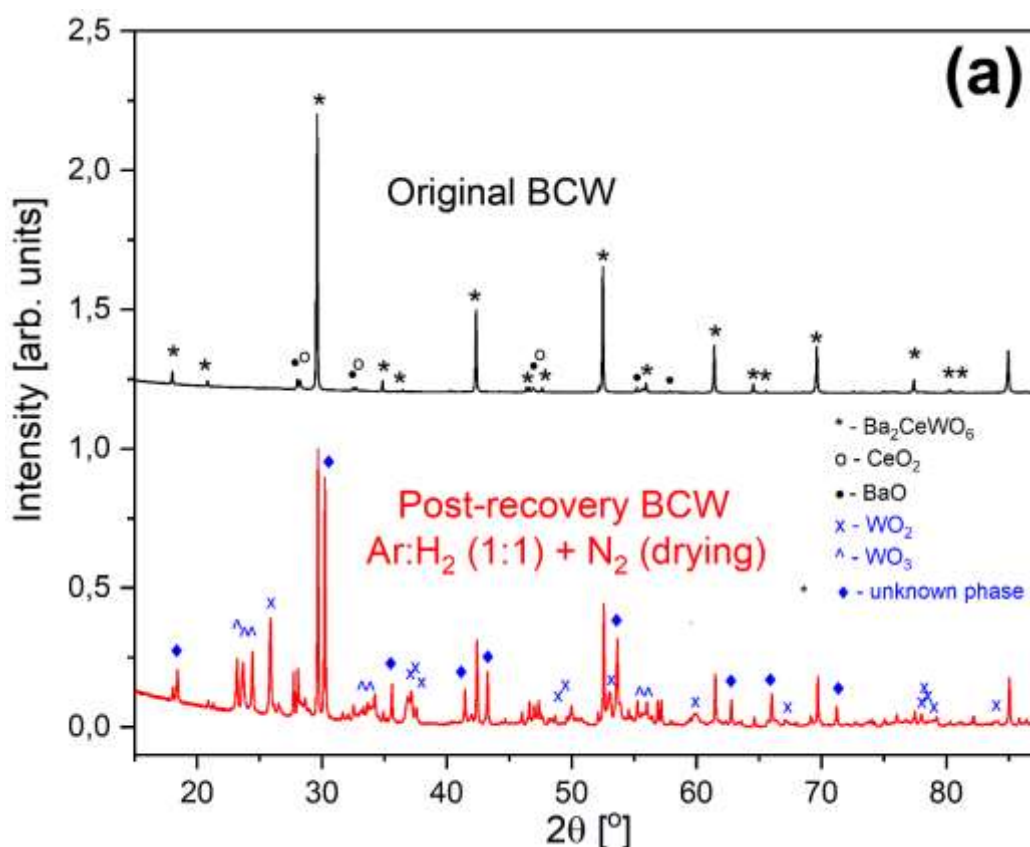 (a)
2,5
2,0
1,5
1,0
0,5
0,0
Intensity [arb. units]
Original BCW
* - Ba₂CeWO₆
o - CeO₂
• - BaO
x - WO₂
^ - WO₃
* ♦ - unknown phase
Post-recovery BCW
Ar:H₂ (1:1) + N₂ (drying)
20 30 40 50 60 70 80
2θ [°]